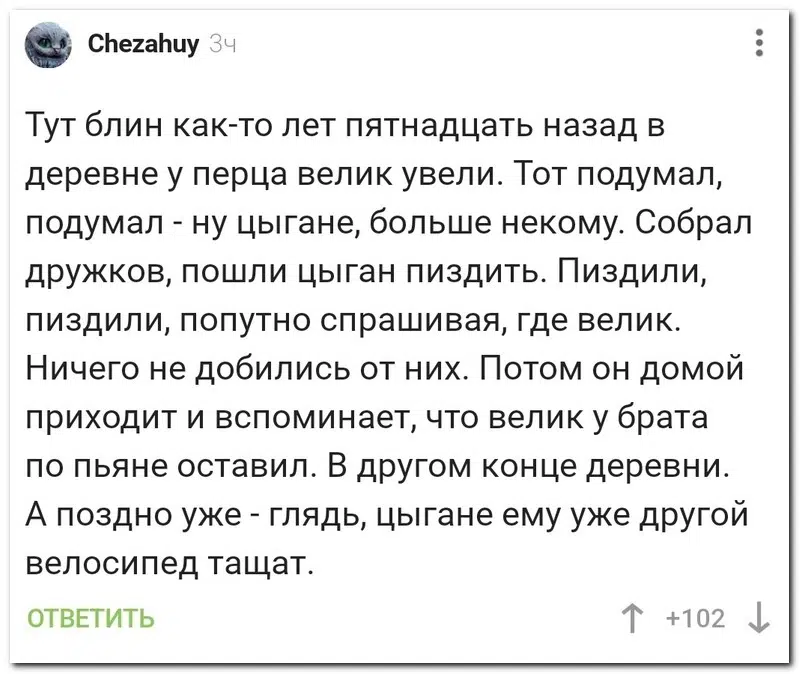 Chezahuy 3ч
Тут блин как-то лет пятнадцать назад в
деревне у перца велик увели. Тот подумал,
подумал - ну цыгане, больше некому. Собрал
дружков, пошли цыган пиздить. Пиздили,
пиздили, попутно спрашивая, где велик.
Ничего не добились от них. Потом он домой
приходит и вспоминает, что велик у брата
по пьяне оставил. В другом конце деревни.
А поздно уже - глядь, цыгане ему уже другой
велосипед тащат.
ОТВЕТИТЬ +102